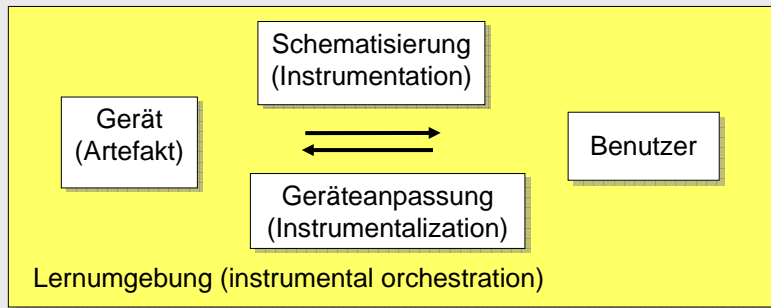 Schematisierung
(Instrumentation)
Gerät
(Artefakt)
Benutzer
Geräteanpassung
(Instrumentalization)
Lernumgebung (instrumental orchestration)